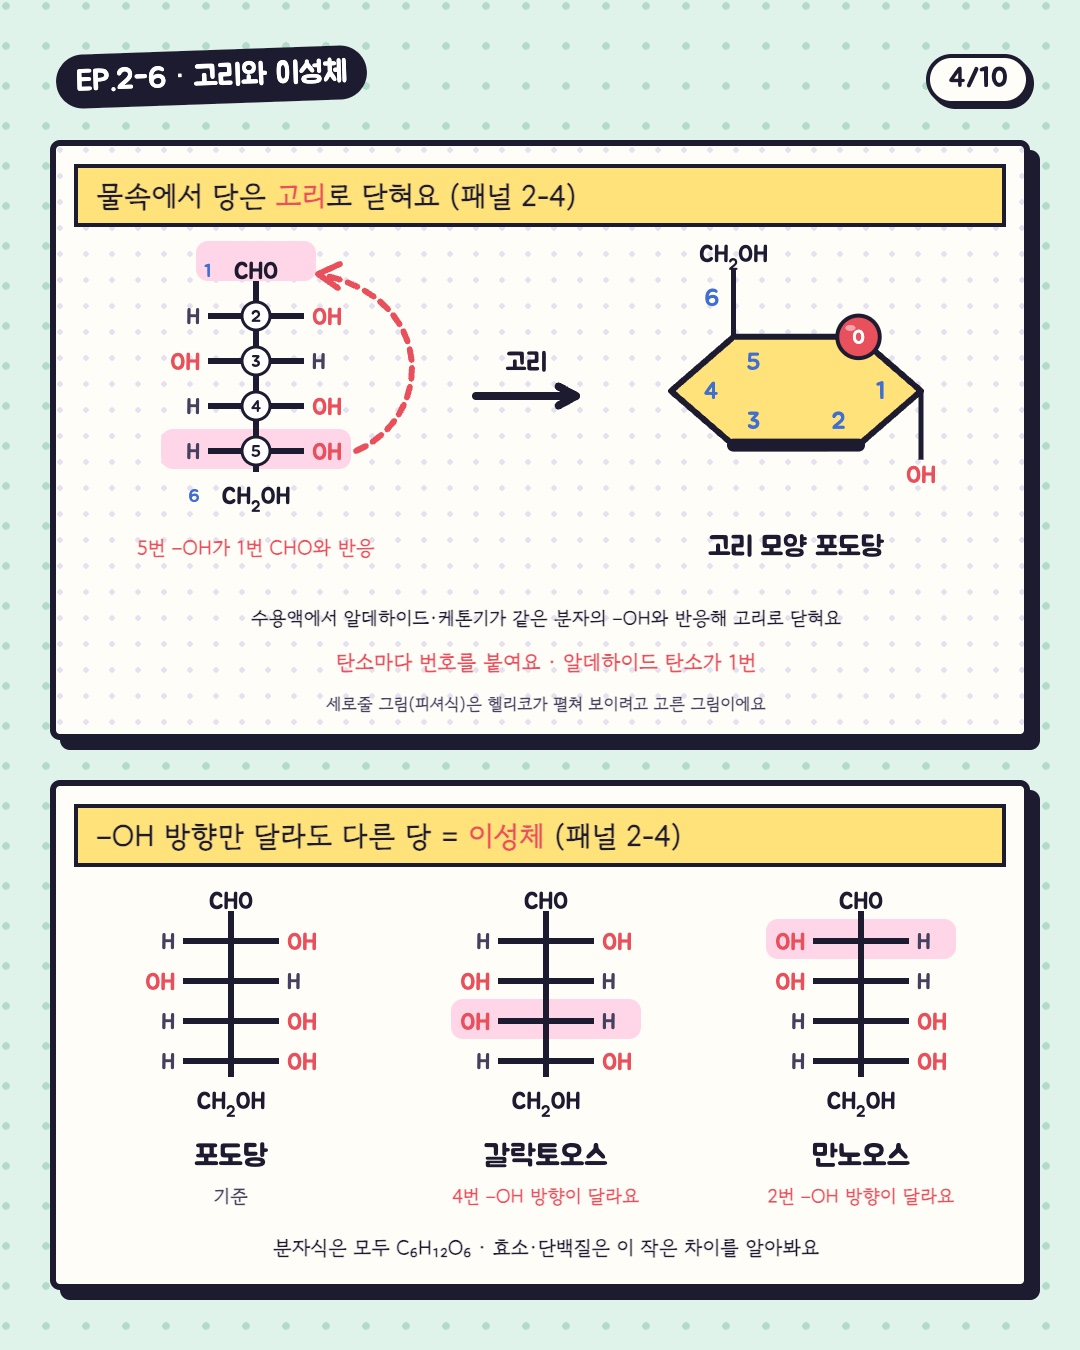 EP.2-6 · 고리와 이성체
4/10
물속에서 당은 고리로 닫혀요 (패널 2-4)
1 CHO
H 2 OH
OH 3 H
H 4 OH
H 5 OH
6 CH₂OH
5번 –OH가 1번 CHO와 반응
고리
CH₂OH
6
O
5
4
1
3
2
OH
고리 모양 포도당
수용액에서 알데하이드·케톤기가 같은 분자의 –OH와 반응해 고리로 닫혀요
탄소마다 번호를 붙여요 · 알데하이드 탄소가 1번
세로줄 그림(피셔식)은 헬리코가 펼쳐 보이려고 고른 그림이에요
–OH 방향만 달라도 다른 당 = 이성체 (패널 2-4)
CHO
H OH
OH H
H OH
H OH
CH₂OH
포도당
기준
CHO
H OH
OH H
OH H
H OH
CH₂OH
갈락토오스
4번 –OH 방향이 달라요
CHO
OH H
OH H
H OH
H OH
CH₂OH
만노오스
2번 –OH 방향이 달라요
분자식은 모두 C₆H₁₂O₆ · 효소·단백질은 이 작은 차이를 알아봐요